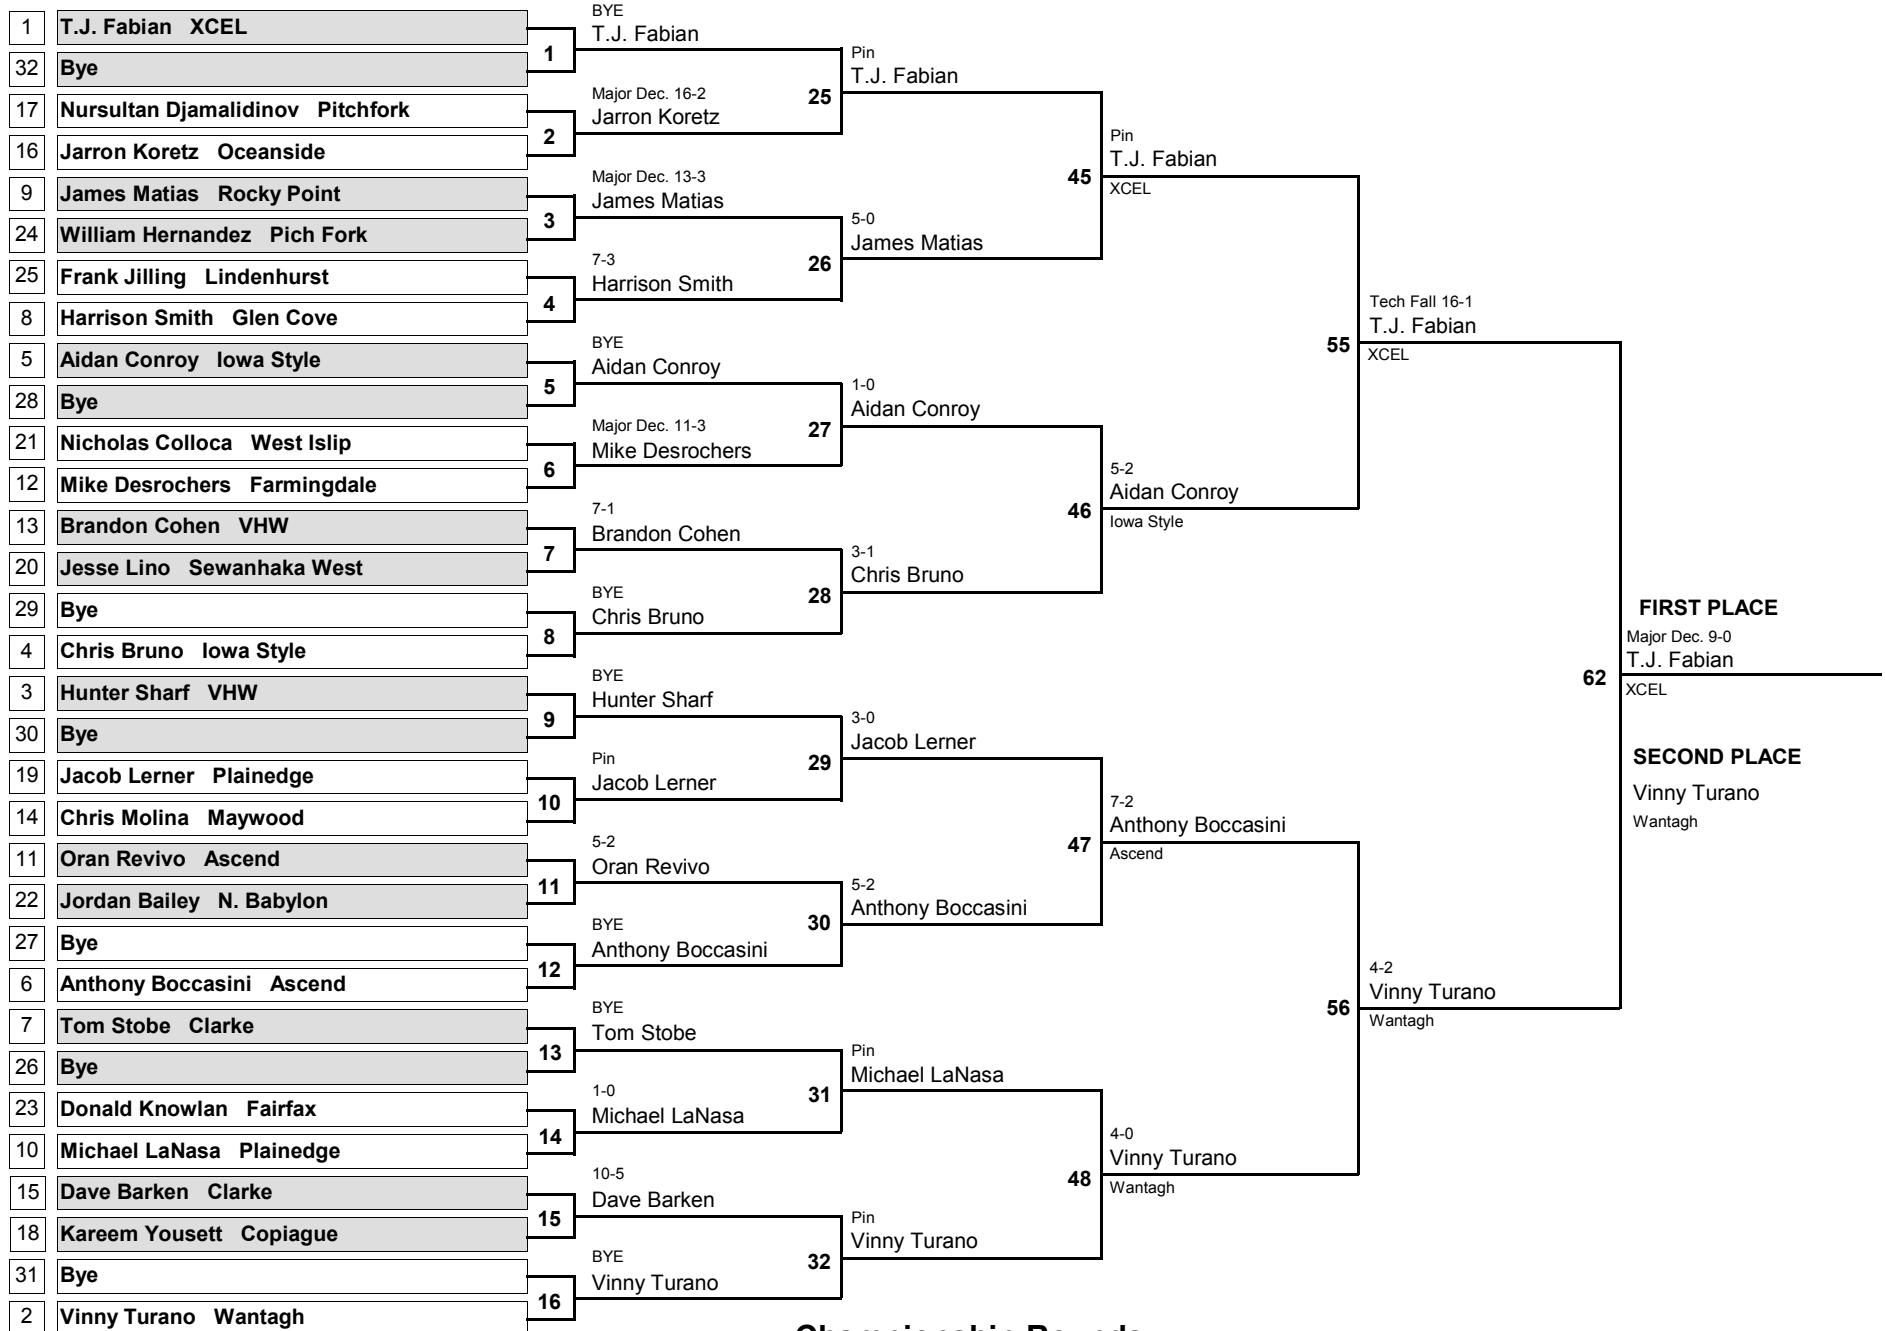 1 T.J. Fabian XCEL
32 Bye
17 Nursultan Djamalidinov Pitchfork
16 Jarron Koretz Oceanside
9 James Matias Rocky Point
24 William Hernandez Pich Fork
25 Frank Jilling Lindenhurst
8 Harrison Smith Glen Cove
5 Aidan Conroy Iowa Style
28 Bye
21 Nicholas Colloca West Islip
12 Mike Desrochers Farmingdale
13 Brandon Cohen VHW
20 Jesse Lino Sewanhaka West
29 Bye
4 Chris Bruno Iowa Style
3 Hunter Sharf VHW
30 Bye
19 Jacob Lerner Plainedge
14 Chris Molina Maywood
11 Oran Revivo Ascend
22 Jordan Bailey N. Babylon
27 Bye
6 Anthony Boccasini Ascend
7 Tom Stobe Clarke
26 Bye
23 Donald Knowlan Fairfax
10 Michael LaNasa Plainedge
15 Dave Barken Clarke
18 Kareem Yousett Copiague
31 Bye
2 Vinny Turano Wantagh
1
2
3
4
5
6
7
8
9
10
11
12
13
14
15
16
BYE
T.J. Fabian
Major Dec. 16-2
Jarron Koretz
Major Dec. 13-3
James Matias
7-3
Harrison Smith
BYE
Aidan Conroy
Major Dec. 11-3
Mike Desrochers
7-1
Brandon Cohen
BYE
Chris Bruno
BYE
Hunter Sharf
Pin
Jacob Lerner
5-2
Oran Revivo
BYE
Anthony Boccasini
BYE
Tom Stobe
1-0
Michael LaNasa
10-5
Dave Barken
BYE
Vinny Turano
25
26
27
28
29
30
31
32
Pin
T.J. Fabian
5-0
James Matias
1-0
Aidan Conroy
3-1
Chris Bruno
3-0
Jacob Lerner
5-2
Anthony Boccasini
Pin
Michael LaNasa
Pin
Vinny Turano
45
46
47
48
Pin
T.J. Fabian
XCEL
5-2
Aidan Conroy
Iowa Style
7-2
Anthony Boccasini
Ascend
4-0
Vinny Turano
Wantagh
55
56
Tech Fall 16-1
T.J. Fabian
XCEL
4-2
Vinny Turano
Wantagh
62
FIRST PLACE
Major Dec. 9-0
T.J. Fabian
XCEL
SECOND PLACE
Vinny Turano
Wantagh
Championship Rounds